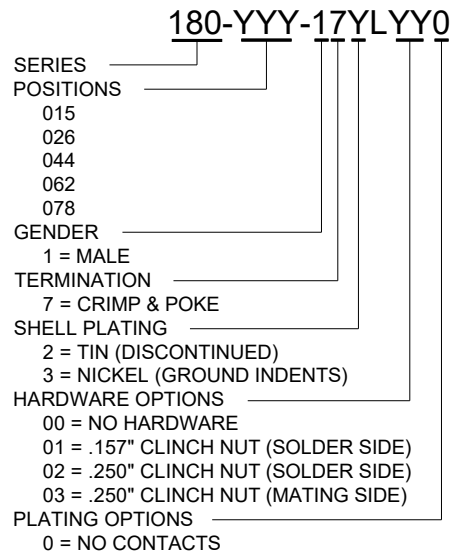 180-YYY-17YLYY0
SERIES
POSITIONS
015
026
044
062
078
GENDER
1 = MALE
TERMINATION
7 = CRIMP & POKE
SHELL PLATING
2 = TIN (DISCONTINUED)
3 = NICKEL (GROUND INDENTS)
HARDWARE OPTIONS
00 = NO HARDWARE
01 = .157" CLINCH NUT (SOLDER SIDE)
02 = .250" CLINCH NUT (SOLDER SIDE)
03 = .250" CLINCH NUT (MATING SIDE)
PLATING OPTIONS
0 = NO CONTACTS